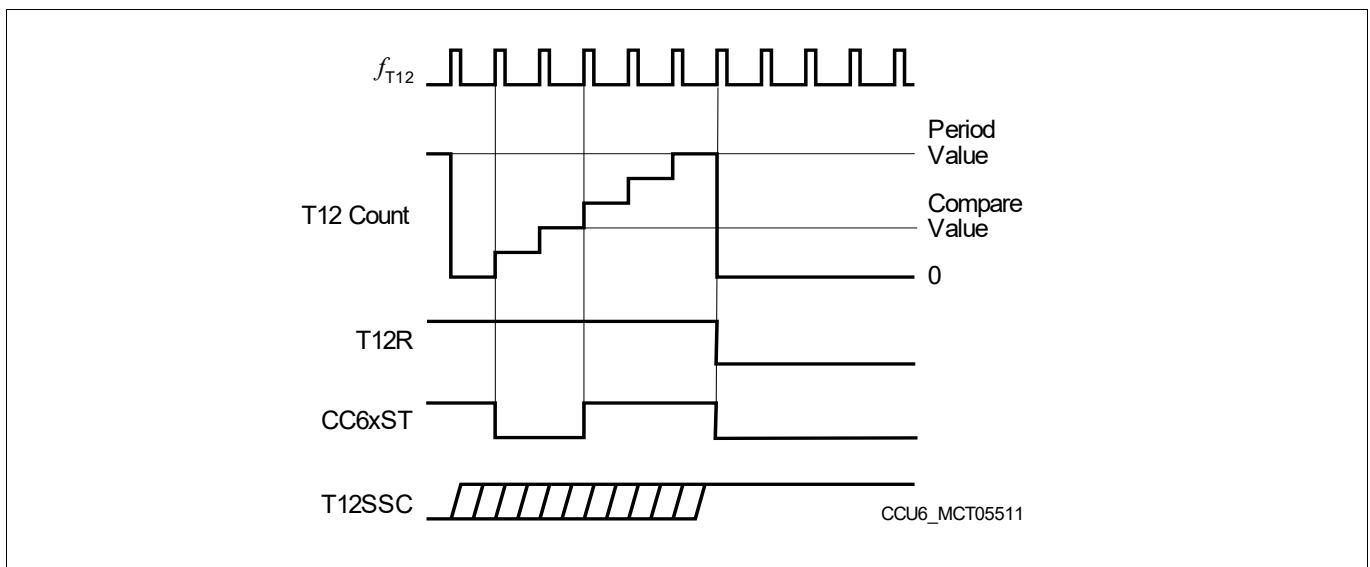 fT12
Period
Value
T12 Count
Compare
Value
0
T12R
CC6xST
T12SSC
CCU6_MCT05511